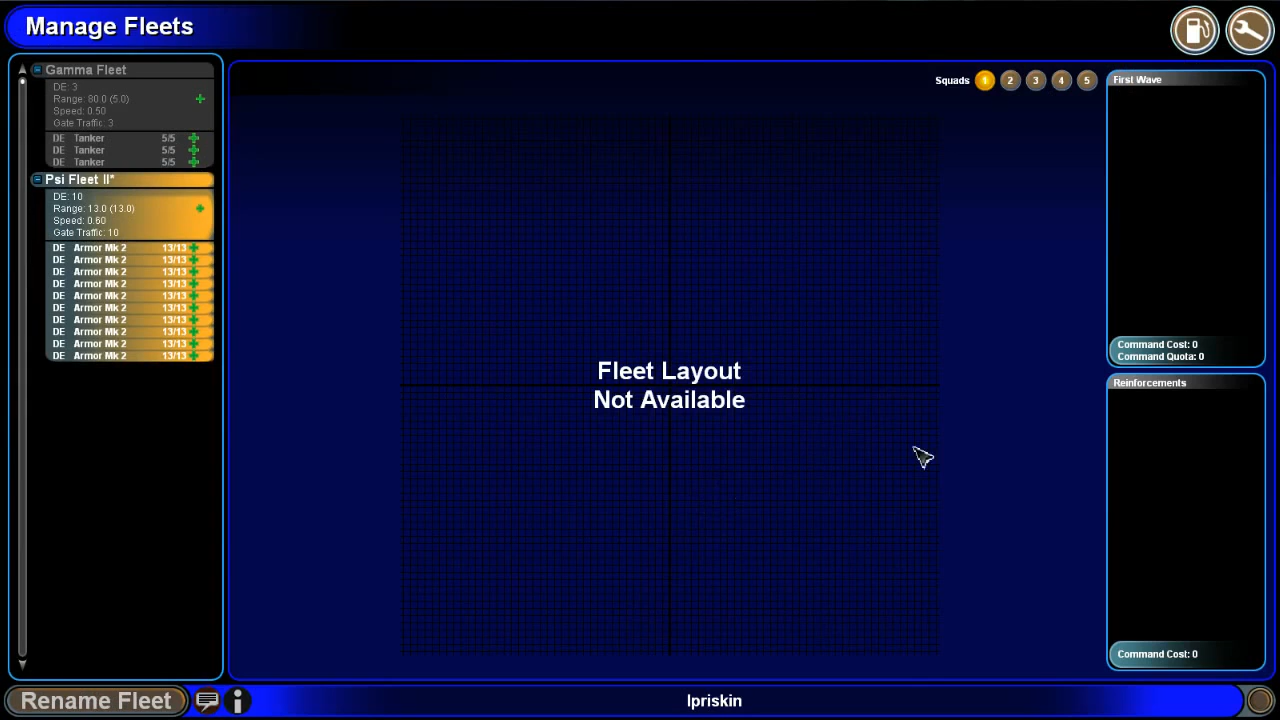 Manage Fleets
Gamma Fleet
DE: 3
Range: 80.0 (5.0)
Speed: 0.50
Gate Traffic: 3
DE Tanker 5/5
DE Tanker 5/5
DE Tanker 5/5
Psi Fleet II*
DE: 10
Range: 13.0 (13.0)
Speed: 0.60
Gate Traffic: 10
DE Armor Mk 2 13/13
DE Armor Mk 2 13/13
DE Armor Mk 2 13/13
DE Armor Mk 2 13/13
DE Armor Mk 2 13/13
DE Armor Mk 2 13/13
DE Armor Mk 2 13/13
DE Armor Mk 2 13/13
DE Armor Mk 2 13/13
DE Armor Mk 2 13/13
Squads 1 2 3 4 5
Fleet Layout
Not Available
First Wave
Command Cost: 0
Command Quota: 0
Reinforcements
Command Cost: 0
Rename Fleet
Ipriskin